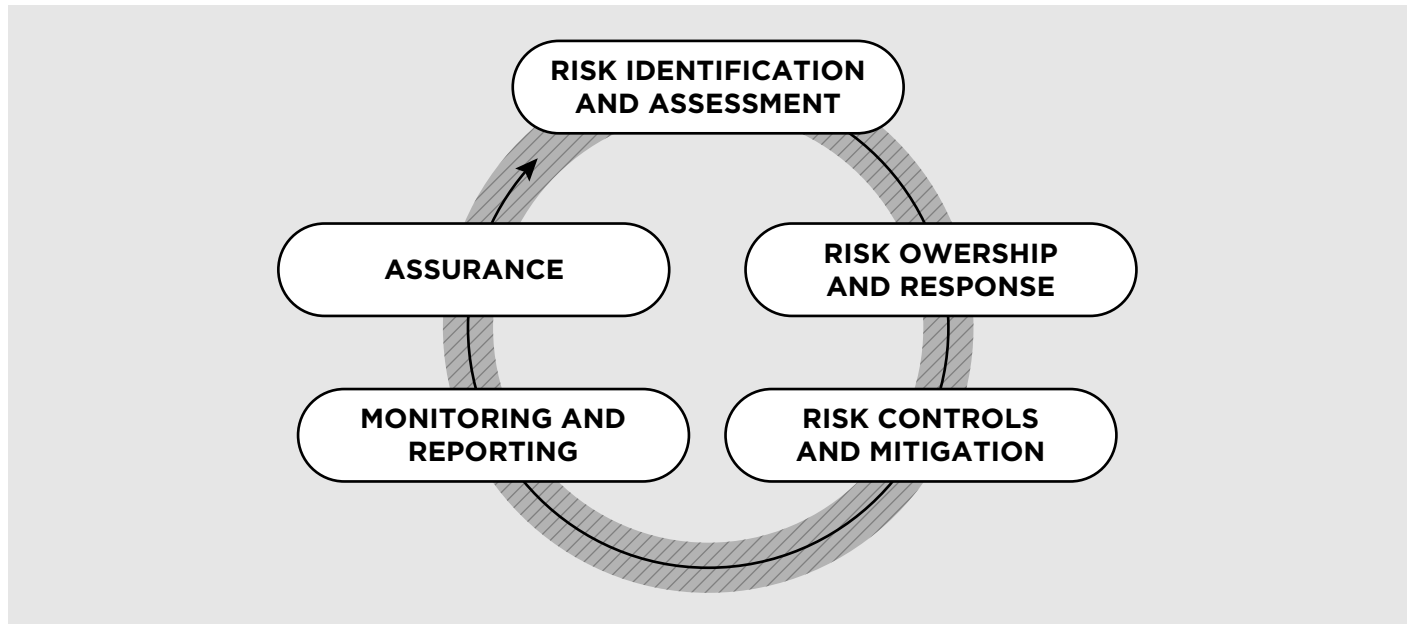 RISK IDENTIFICATION
AND ASSESSMENT
ASSURANCE
RISK OWERSHIP
AND RESPONSE
MONITORING AND
REPORTING
RISK CONTROLS
AND MITIGATION